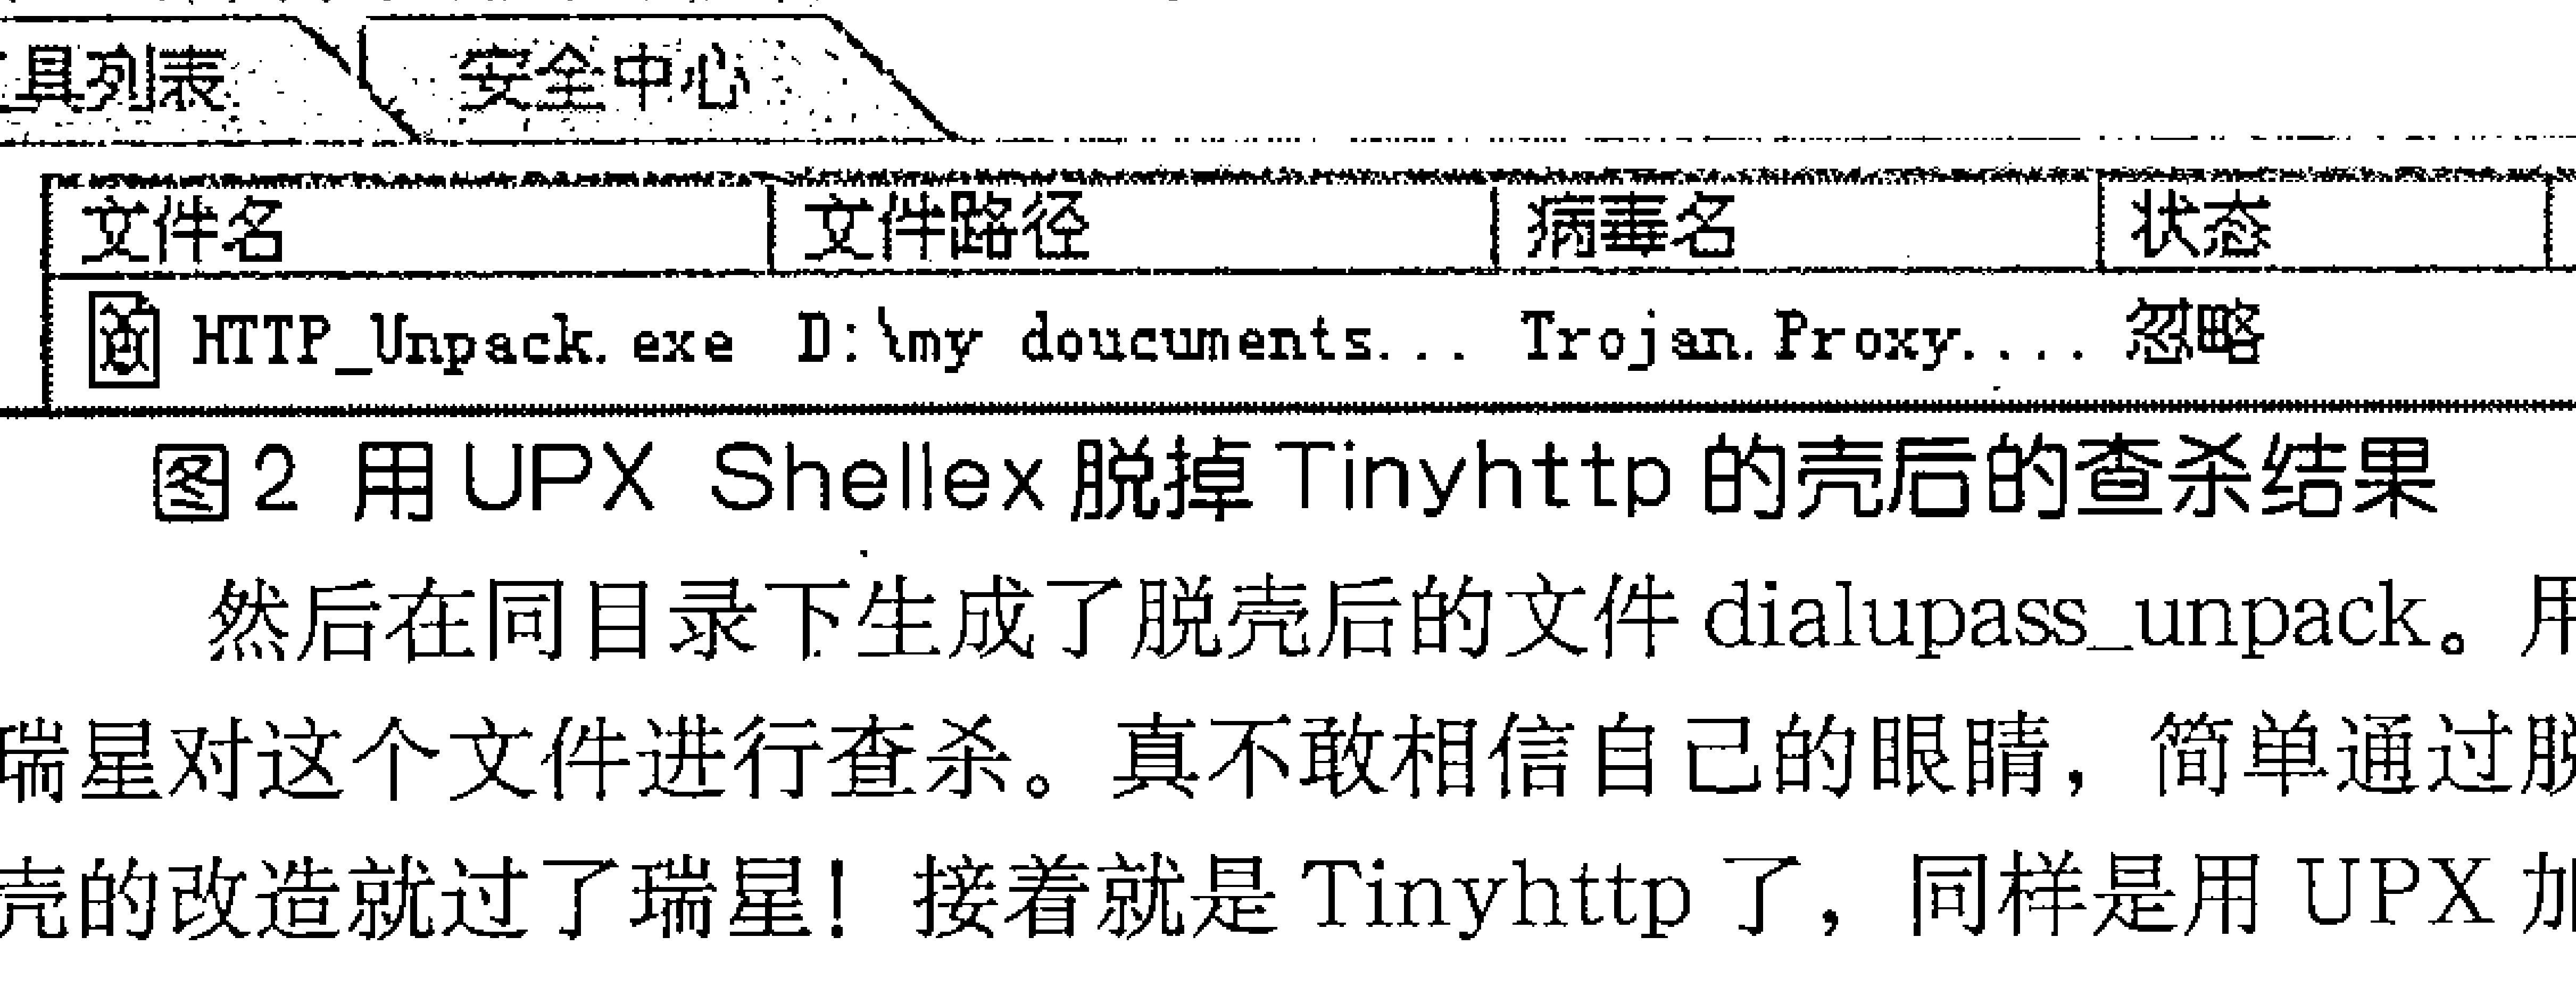 具列表 安全中心
文件名 文件路径 病毒名 状态
HTTP_Unpack.exe D:\my doucuments... Trojan.Proxy.... 忽略
图2 用UPX Shellex脱掉Tinyhttp的壳后的查杀结果
然后在同目录下生成了脱壳后的文件dialupass_unpack。用
瑞星对这个文件进行查杀。真不敢相信自己的眼睛，简单通过脱
壳的改造就过了瑞星！接着就是Tinyhttp了，同样是用UPX加